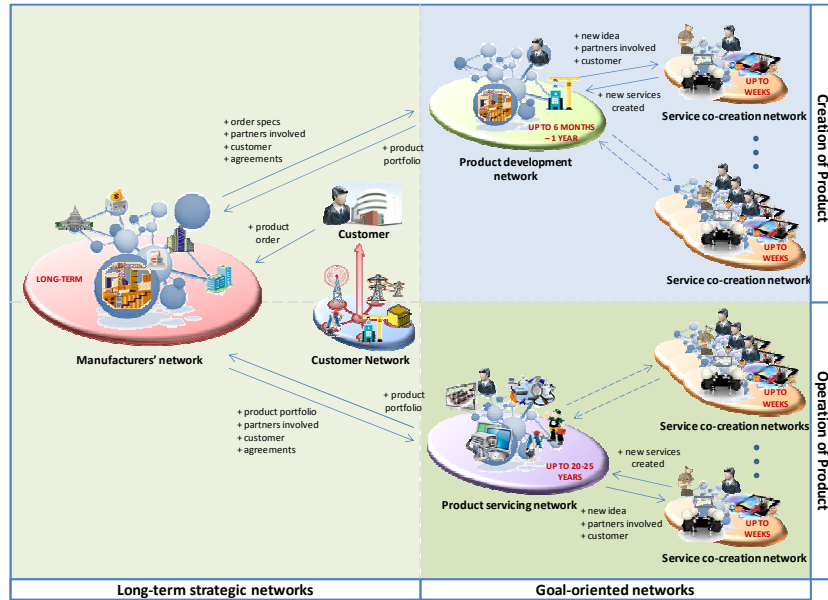 + new idea
+ partners involved
+ customer
+ new services
created
UP TO
WEEKS
Service co-creation network
UP TO 6 MONTHS
– 1 YEAR
Product development
network
+ order specs
+ partners involved
+ customer
+ agreements
+ product
portfolio
+ product
order
Customer
UP TO
WEEKS
Service co-creation network
Creation of Product
LONG-TERM
Manufacturers' network
Customer Network
+ product portfolio
+ partners involved
+ customer
+ agreements
+ product
portfolio
UP TO
WEEKS
Service co-creation networks
UP TO 20-25
YEARS
Product servicing network
+ new services
created
+ new idea
+ partners involved
+ customer
UP TO
WEEKS
Service co-creation network
Operation of Product
Long-term strategic networks
Goal-oriented networks